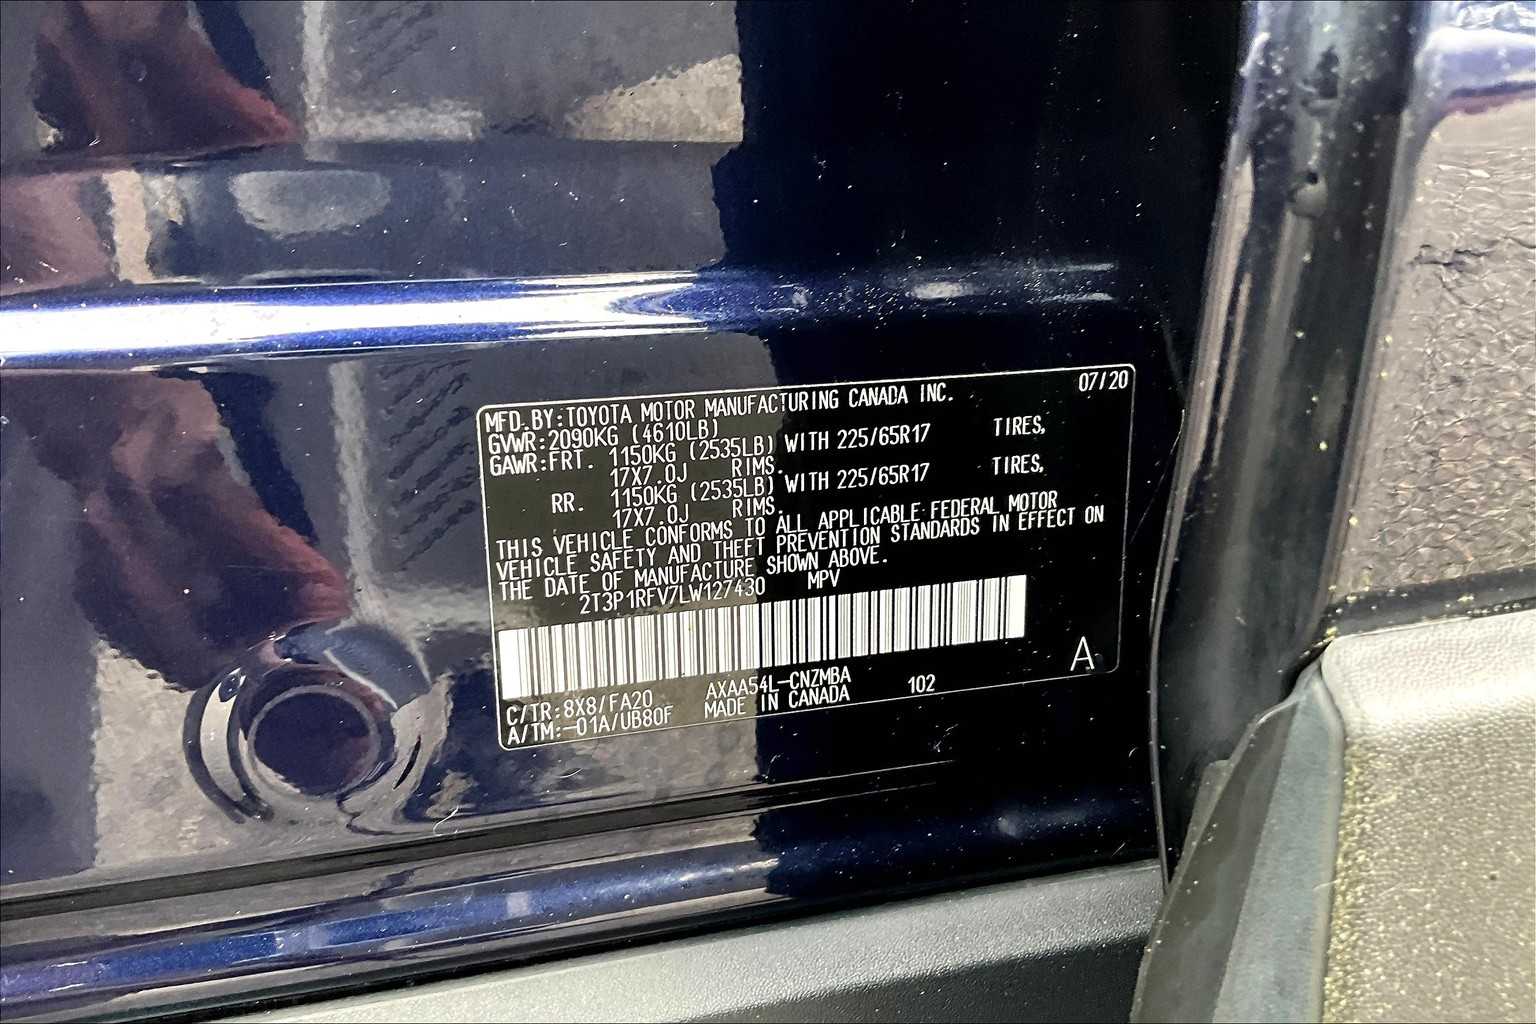 07/20
MFD.BY:TOYOTA MOTOR MANUFACTURING CANADA INC.
GVWR:2090KG (4610LB)
GAWR:FRT. 1150KG (2535LB) WITH 225/65R17 TIRES,
17X7.0J RIMS.
RR. 1150KG (2535LB) WITH 225/65R17 TIRES,
17X7.0J RIMS.
THIS VEHICLE CONFORMS TO ALL APPLICABLE FEDERAL MOTOR
VEHICLE SAFETY AND THEFT PREVENTION STANDARDS IN EFFECT ON
THE DATE OF MANUFACTURE SHOWN ABOVE.
2T3P1RFV7LW127430 MPV
A
C/TR:8X8/FA20 AXAA54L-CNZMBA 102
A/TM:-01A/UB80F MADE IN CANADA